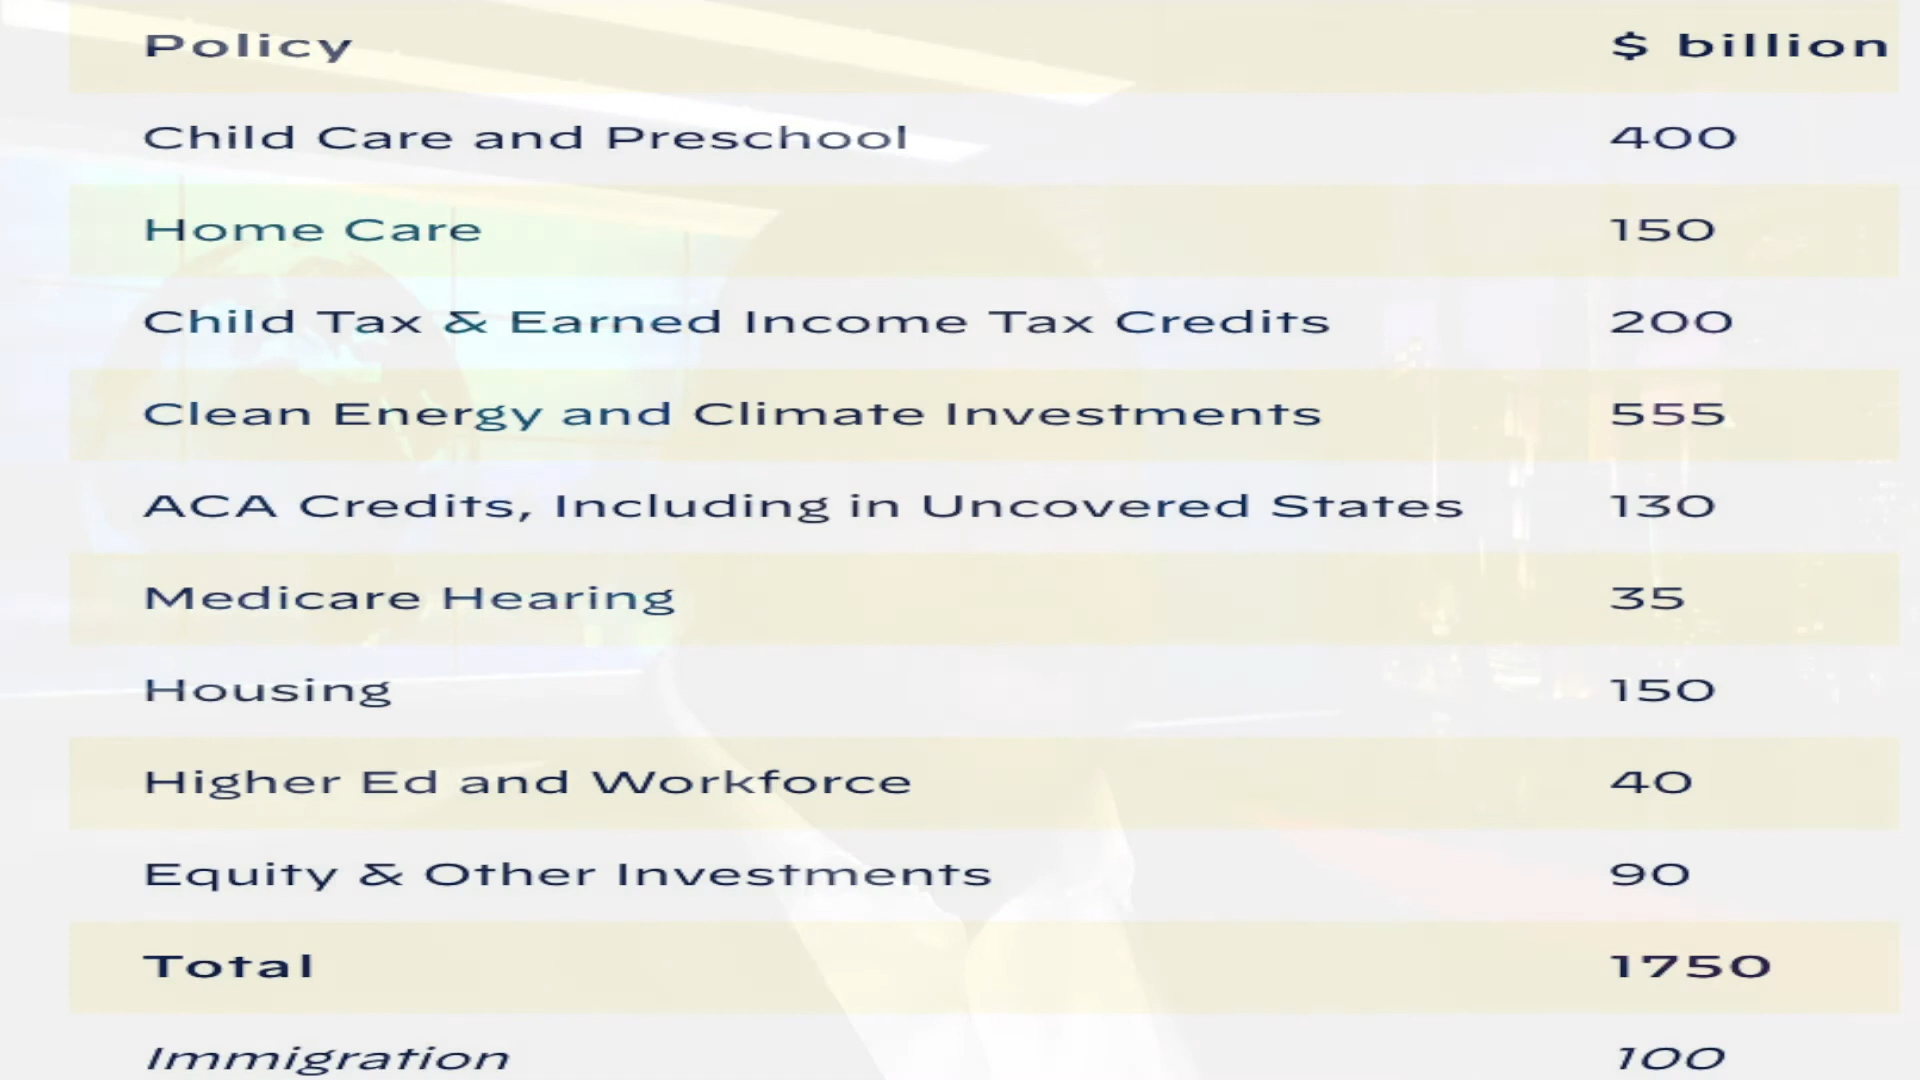 Policy $ billion
Child Care and Preschool 400
Home Care 150
Child Tax & Earned Income Tax Credits 200
Clean Energy and Climate Investments 555
ACA Credits, Including in Uncovered States 130
Medicare Hearing 35
Housing 150
Higher Ed and Workforce 40
Equity & Other Investments 90
Total 1750
Immigration 100